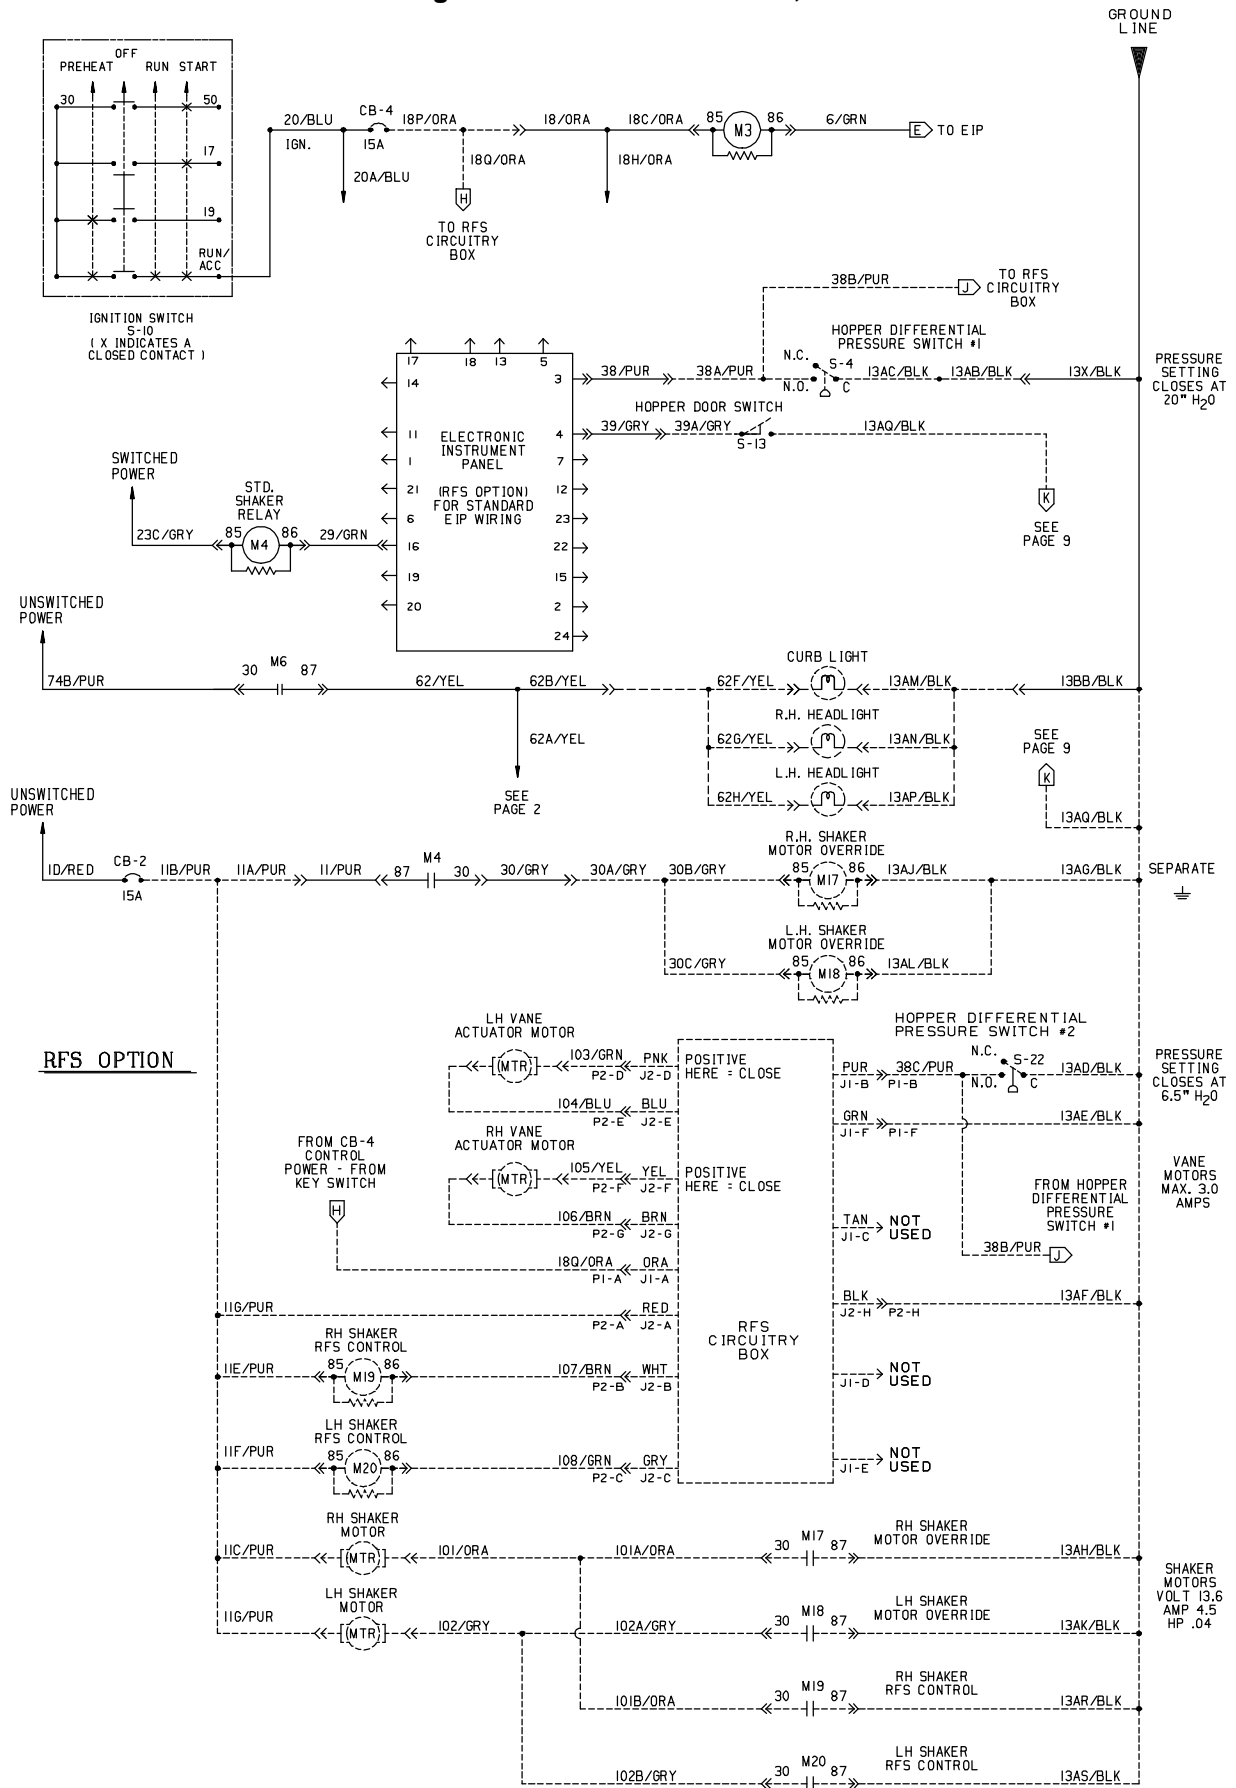 GROUND
LINE
OFF
PREHEAT
RUN
START
30
50
17
19
RUN/
ACC
IGNITION SWITCH
S-10
( X INDICATES A
CLOSED CONTACT )
20/BLU
IGN.
20A/BLU
CB-4
15A
18P/ORA
18Q/ORA
H
TO RFS
CIRCUITRY
BOX
18/ORA
18H/ORA
18C/ORA
85
M3
86
6/GRN
E
TO EIP
38B/PUR
J
TO RFS
CIRCUITRY
BOX
HOPPER DIFFERENTIAL
PRESSURE SWITCH #1
N.C.
S-4
N.O.
C
38/PUR
38A/PUR
13AC/BLK
13AB/BLK
13X/BLK
PRESSURE
SETTING
CLOSES AT
20" H2O
HOPPER DOOR SWITCH
39/GRY
39A/GRY
S-13
13AQ/BLK
K
SEE
PAGE 9
17
18
13
5
14
3
11
4
1
7
21
12
6
23
16
22
19
15
20
2
24
ELECTRONIC
INSTRUMENT
PANEL
(RFS OPTION)
FOR STANDARD
EIP WIRING
SWITCHED
POWER
23C/GRY
STD.
SHAKER
RELAY
85
M4
86
29/GRN
UNSWITCHED
POWER
74B/PUR
30
M6
87
62/YEL
62B/YEL
62A/YEL
SEE
PAGE 2
CURB LIGHT
62F/YEL
13AM/BLK
13BB/BLK
R.H. HEADLIGHT
62G/YEL
13AN/BLK
L.H. HEADLIGHT
62H/YEL
13AP/BLK
SEE
PAGE 9
K
13AQ/BLK
UNSWITCHED
POWER
1D/RED
CB-2
15A
11B/PUR
11A/PUR
11/PUR
87
M4
30
30/GRY
30A/GRY
30B/GRY
R.H. SHAKER
MOTOR OVERRIDE
85
M17
86
13AJ/BLK
13AG/BLK
SEPARATE
L.H. SHAKER
MOTOR OVERRIDE
30C/GRY
85
M18
86
13AL/BLK
RFS OPTION
LH VANE
ACTUATOR MOTOR
(MTR)
103/GRN
PNK
P2-D
J2-D
POSITIVE
HERE = CLOSE
104/BLU
BLU
P2-E
J2-E
RH VANE
ACTUATOR MOTOR
(MTR)
105/YEL
YEL
P2-F
J2-F
POSITIVE
HERE = CLOSE
106/BRN
BRN
P2-G
J2-G
FROM CB-4
CONTROL
POWER - FROM
KEY SWITCH
H
18Q/ORA
ORA
P1-A
J1-A
11G/PUR
RED
P2-A
J2-A
RFS
CIRCUITRY
BOX
HOPPER DIFFERENTIAL
PRESSURE SWITCH #2
N.C.
S-22
N.O.
C
PUR
38C/PUR
J1-B
P1-B
13AD/BLK
PRESSURE
SETTING
CLOSES AT
6.5" H2O
GRN
J1-F
P1-F
13AE/BLK
VANE
MOTORS
MAX. 3.0
AMPS
FROM HOPPER
DIFFERENTIAL
PRESSURE
SWITCH #1
38B/PUR
J
TAN
J1-C
NOT
USED
BLK
J2-H
P2-H
13AF/BLK
J1-D
NOT
USED
J1-E
NOT
USED
RH SHAKER
RFS CONTROL
11E/PUR
85
M19
86
107/BRN
WHT
P2-B
J2-B
LH SHAKER
RFS CONTROL
11F/PUR
85
M20
86
108/GRN
GRY
P2-C
J2-C
RH SHAKER
MOTOR
11C/PUR
(MTR)
101/ORA
101A/ORA
30
M17
87
RH SHAKER
MOTOR OVERRIDE
13AH/BLK
LH SHAKER
MOTOR
11G/PUR
(MTR)
102/GRY
102A/GRY
30
M18
87
LH SHAKER
MOTOR OVERRIDE
13AK/BLK
SHAKER
MOTORS
VOLT 13.6
AMP 4.5
HP .04
101B/ORA
30
M19
87
RH SHAKER
RFS CONTROL
13AR/BLK
102B/GRY
30
M20
87
LH SHAKER
RFS CONTROL
13AS/BLK